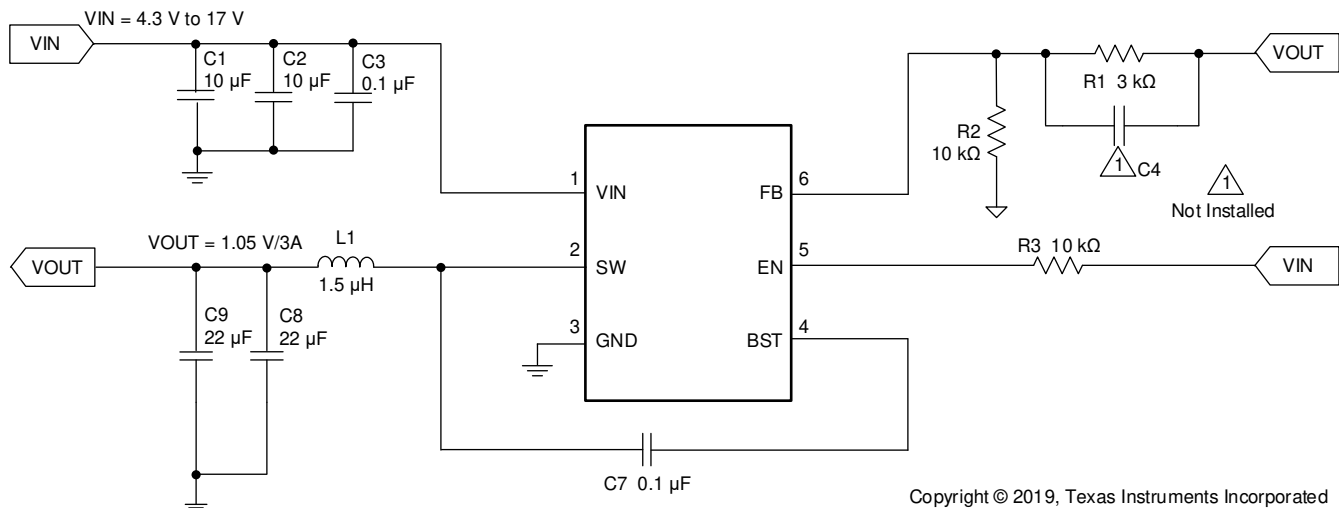 VIN = 4.3 V to 17 V
VIN
C1
10 µF
C2
10 µF
C3
0.1 µF
VOUT
R1 3 kΩ
R2
10 kΩ
1
C4
1
Not Installed
1
VIN
FB
6
VOUT = 1.05 V/3A
L1
1.5 µH
VOUT
2
SW
EN
5
R3 10 kΩ
VIN
C9
22 µF
C8
22 µF
3
GND
BST
4
C7 0.1 µF
Copyright © 2019, Texas Instruments Incorporated